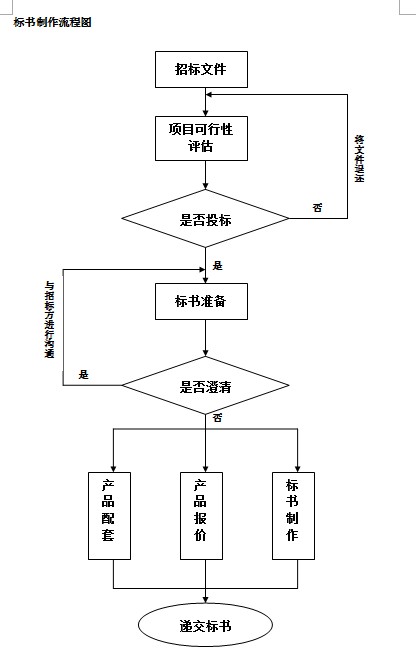 标书制作流程图
招标文件
项目可行性
评估
将文件退还
是否投标
否
是
与招标方进行沟通
标书准备
是否澄清
是
否
产品配套
产品报价
标书制作
递交标书